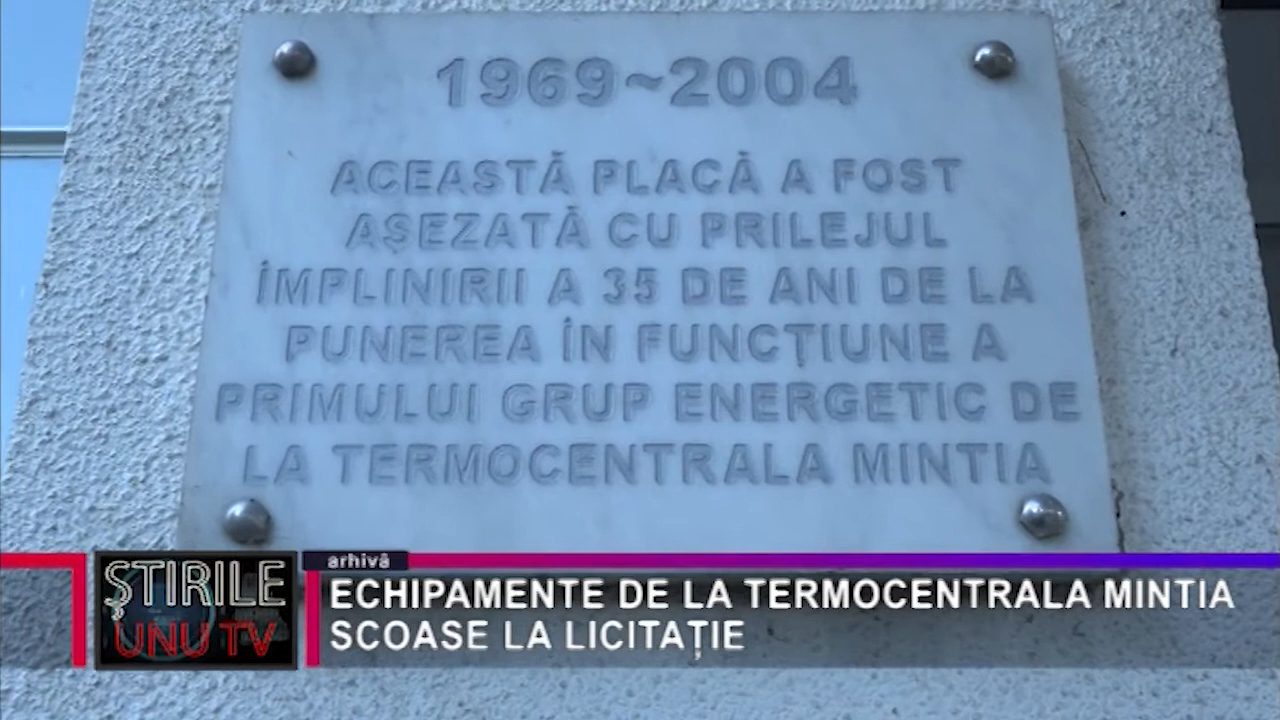 1969~2004
ACEASTĂ PLACĂ A FOST
AȘEZATĂ CU PRILEJUL
ÎMPLINIRII A 35 DE ANI DE LA
PUNEREA ÎN FUNCȚIUNE A
PRIMULUI GRUP ENERGETIC DE
LA TERMOCENTRALA MINTIA
arhivă
ȘTIRILE
UNU TV
ECHIPAMENTE DE LA TERMOCENTRALA MINTIA
SCOASE LA LICITAȚIE